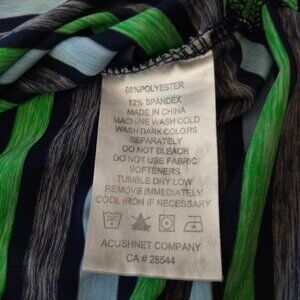 88%POLYESTER
12% SPANDEX
MADE IN CHINA
MACHINE WASH COLD
WASH DARK COLORS
SEPARATELY
DO NOT BLEACH
DO NOT USE FABRIC
SOFTENERS
TUMBLE DRY LOW
REMOVE IMMEDIATELY
COOL IRON IF NECESSARY
ACUSHNET COMPANY
CA # 28544